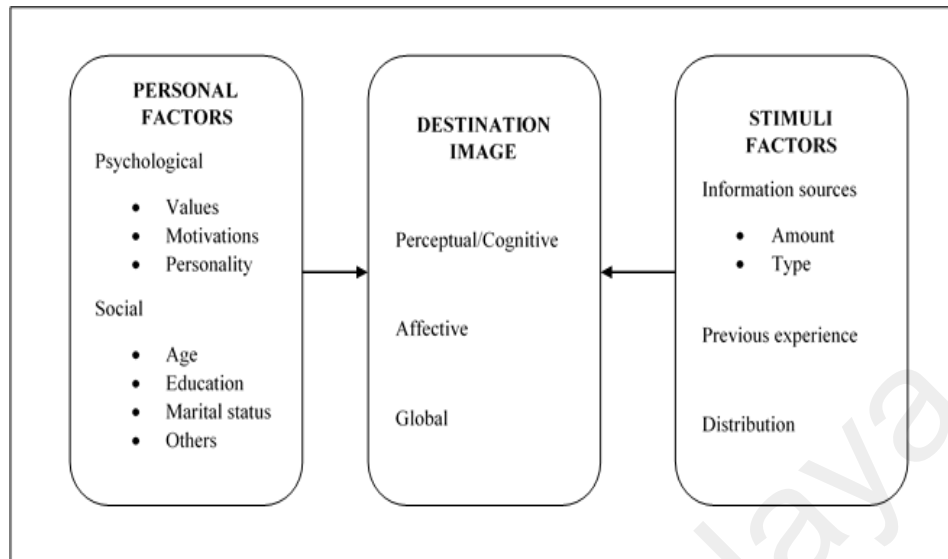 PERSONAL
FACTORS
Psychological
• Values
• Motivations
• Personality
Social
• Age
• Education
• Marital status
• Others
DESTINATION
IMAGE
Perceptual/Cognitive
Affective
Global
STIMULI
FACTORS
Information sources
• Amount
• Type
Previous experience
Distribution
laya